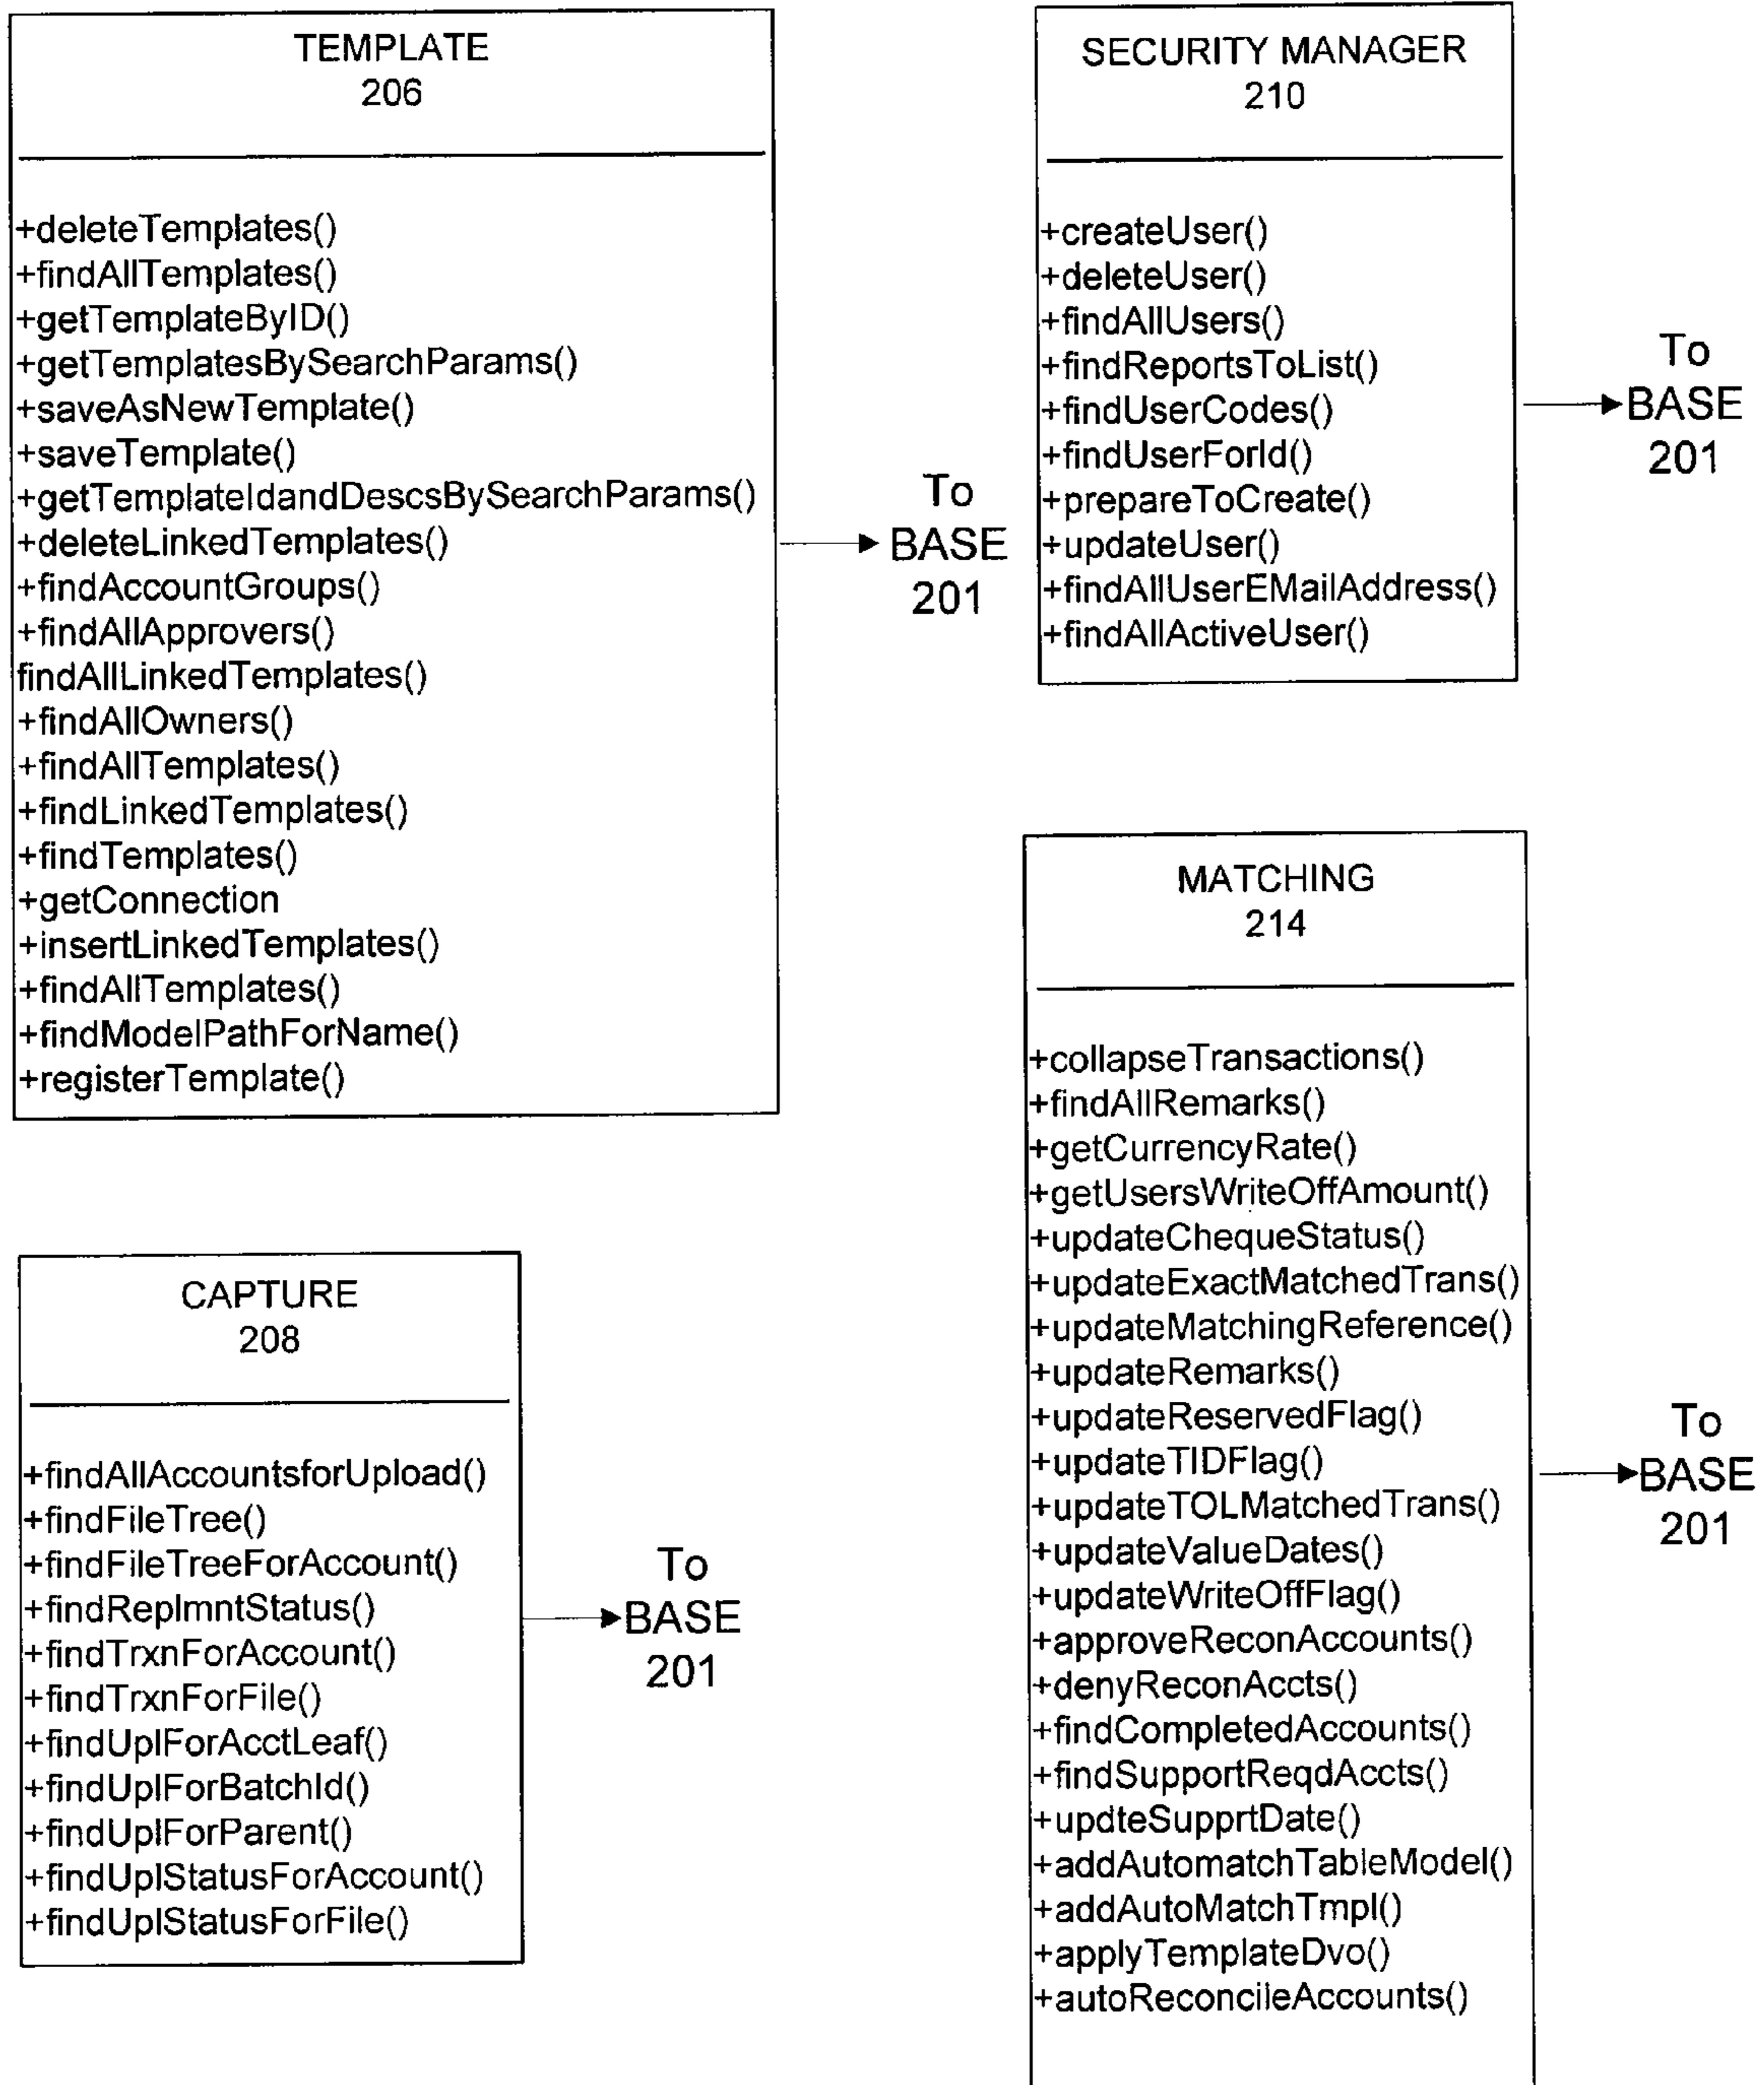 TEMPLATE
206
+deleteTemplates()
+findAllTemplates()
+getTemplateByID()
+getTemplatesBySearchParams()
+saveAsNewTemplate()
+saveTemplate()
+getTemplateIdandDescsBySearchParams()
+deleteLinkedTemplates()
+findAccountGroups()
+findAllApprovers()
findAllLinkedTemplates()
+findAllOwners()
+findAllTemplates()
+findLinkedTemplates()
+findTemplates()
+getConnection
+insertLinkedTemplates()
+findAllTemplates()
+findModelPathForName()
+registerTemplate()
To
BASE
201
SECURITY MANAGER
210
+createUser()
+deleteUser()
+findAllUsers()
+findReportsToList()
+findUserCodes()
+findUserForId()
+prepareToCreate()
+updateUser()
+findAllUserEMailAddress()
+findAllActiveUser()
To
BASE
201
CAPTURE
208
+findAllAccountsforUpload()
+findFileTree()
+findFileTreeForAccount()
+findReplmntStatus()
+findTrxnForAccount()
+findTrxnForFile()
+findUplForAcctLeaf()
+findUplForBatchId()
+findUplForParent()
+findUplStatusForAccount()
+findUplStatusForFile()
To
BASE
201
MATCHING
214
+collapseTransactions()
+findAllRemarks()
+getCurrencyRate()
+getUsersWriteOffAmount()
+updateChequeStatus()
+updateExactMatchedTrans()
+updateMatchingReference()
+updateRemarks()
+updateReservedFlag()
+updateTIDFlag()
+updateTOLMatchedTrans()
+updateValueDates()
+updateWriteOffFlag()
+approveReconAccounts()
+denyReconAccts()
+findCompletedAccounts()
+findSupportReqdAccts()
+updteSupprtDate()
+addAutomatchTableModel()
+addAutoMatchTmpl()
+applyTemplateDvo()
+autoReconcileAccounts()
To
BASE
201